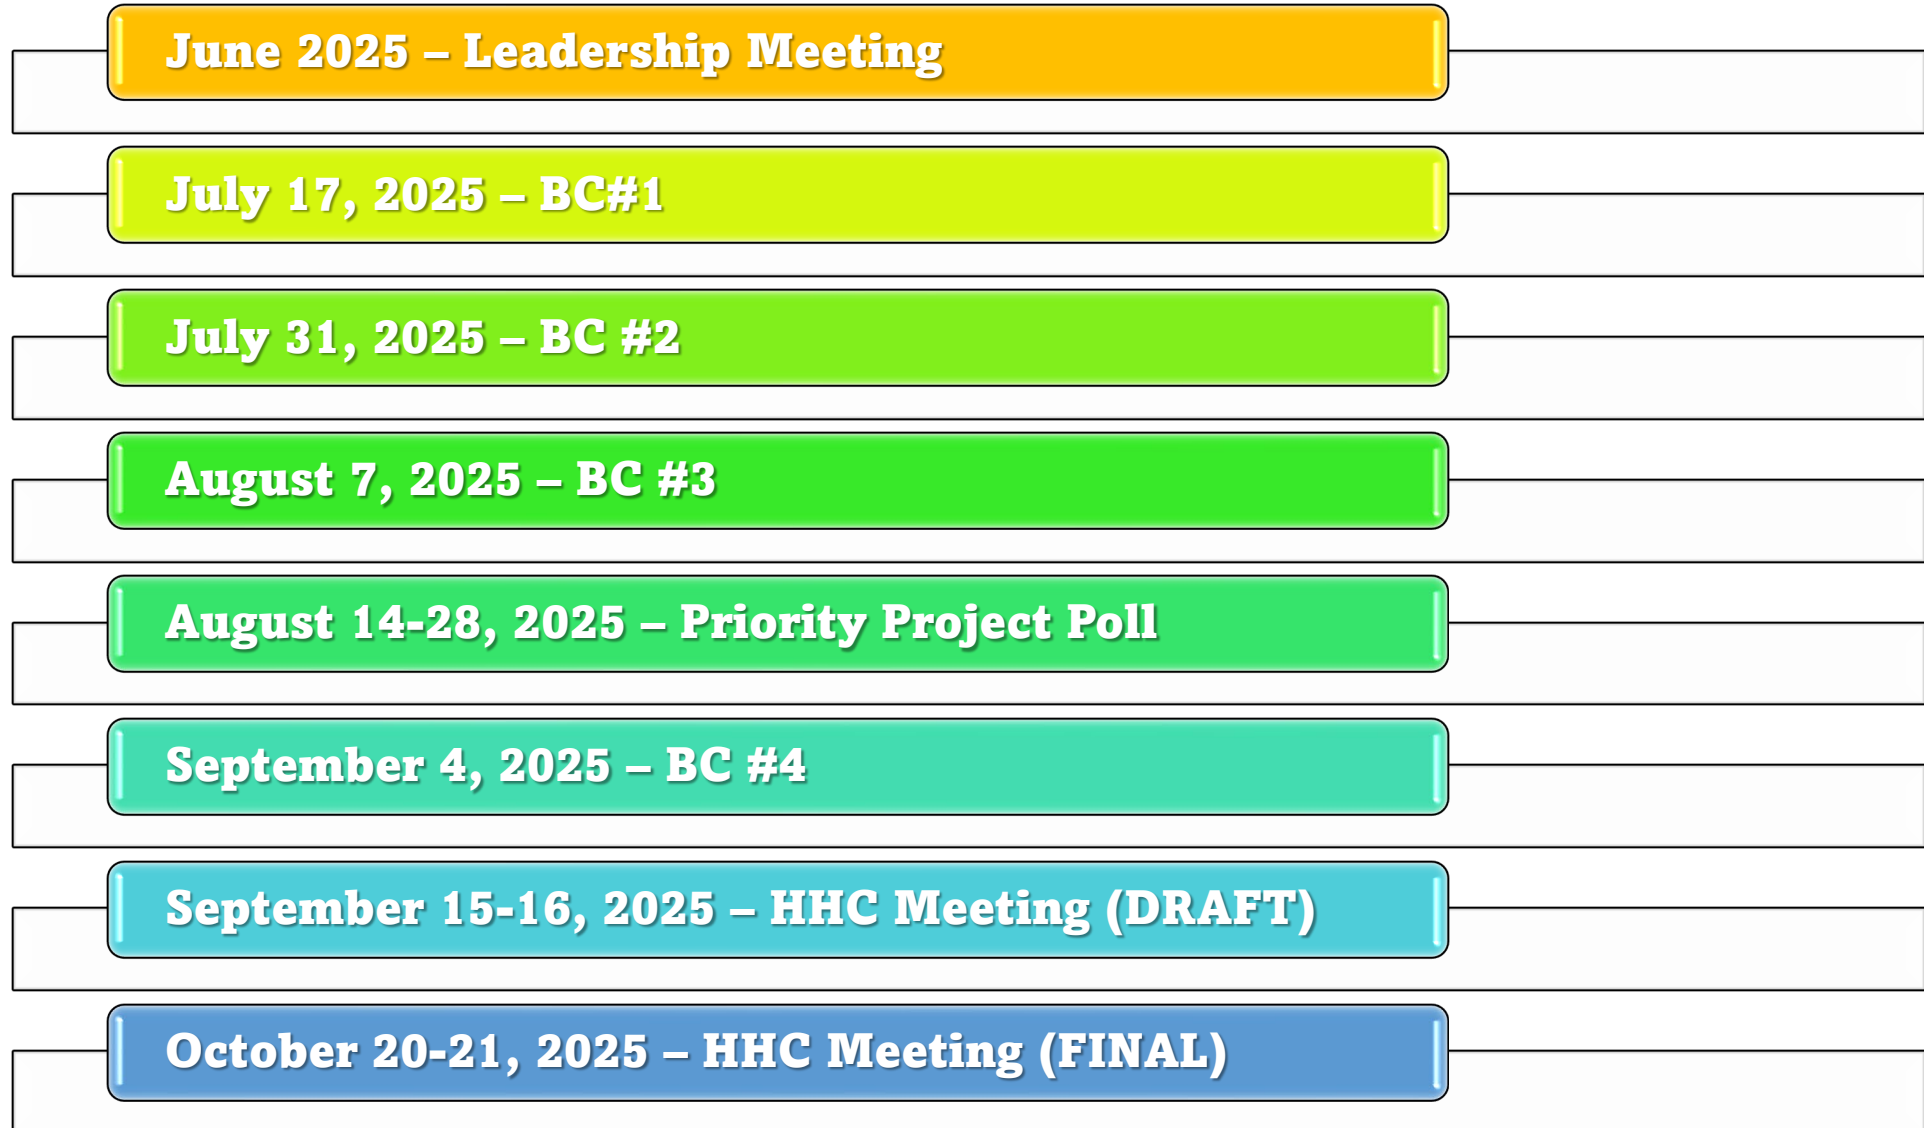 June 2025 – Leadership Meeting
July 17, 2025 – BC#1
July 31, 2025 – BC #2
August 7, 2025 – BC #3
August 14-28, 2025 – Priority Project Poll
September 4, 2025 – BC #4
September 15-16, 2025 – HHC Meeting (DRAFT)
October 20-21, 2025 – HHC Meeting (FINAL)